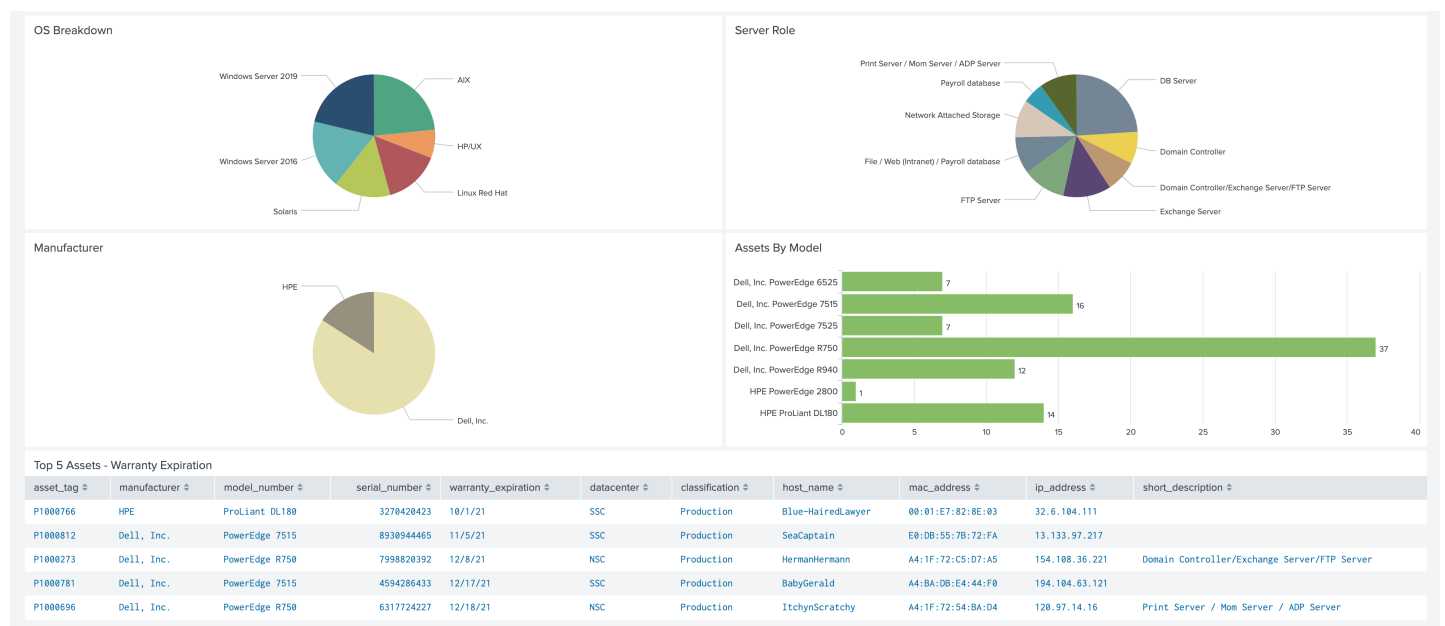 OS Breakdown
Windows Server 2019
AIX
HP/UX
Windows Server 2016
Linux Red Hat
Solaris
Server Role
Print Server / Mom Server / ADP Server
DB Server
Payroll database
Network Attached Storage
Domain Controller
File / Web (Intranet) / Payroll database
Domain Controller/Exchange Server/FTP Server
FTP Server
Exchange Server
Manufacturer
HPE
Dell, Inc.
Assets By Model
Dell, Inc. PowerEdge 6525 7
Dell, Inc. PowerEdge 7515 16
Dell, Inc. PowerEdge 7525 7
Dell, Inc. PowerEdge R750 37
Dell, Inc. PowerEdge R940 12
HPE PowerEdge 2800 1
HPE ProLiant DL180 14
0 5 10 15 20 25 30 35 40
Top 5 Assets - Warranty Expiration
asset_tag manufacturer model_number serial_number warranty_expiration datacenter classification host_name mac_address ip_address short_description
P1000766 HPE ProLiant DL180 3270420423 10/1/21 SSC Production Blue-HairedLawyer 00:01:E7:82:8E:03 32.6.104.111
P1000812 Dell, Inc. PowerEdge 7515 8930944465 11/5/21 SSC Production SeaCaptain E0:DB:55:7B:72:FA 13.133.97.217
P1000273 Dell, Inc. PowerEdge R750 7998820392 12/8/21 NSC Production HermanHermann A4:1F:72:C5:D7:A5 154.108.36.221 Domain Controller/Exchange Server/FTP Server
P1000781 Dell, Inc. PowerEdge 7515 4594286433 12/17/21 SSC Production BabyGerald A4:BA:DB:E4:44:F0 194.104.63.121
P1000696 Dell, Inc. PowerEdge R750 6317724227 12/18/21 NSC Production ItchynScratchy A4:1F:72:54:BA:D4 120.97.14.16 Print Server / Mom Server / ADP Server